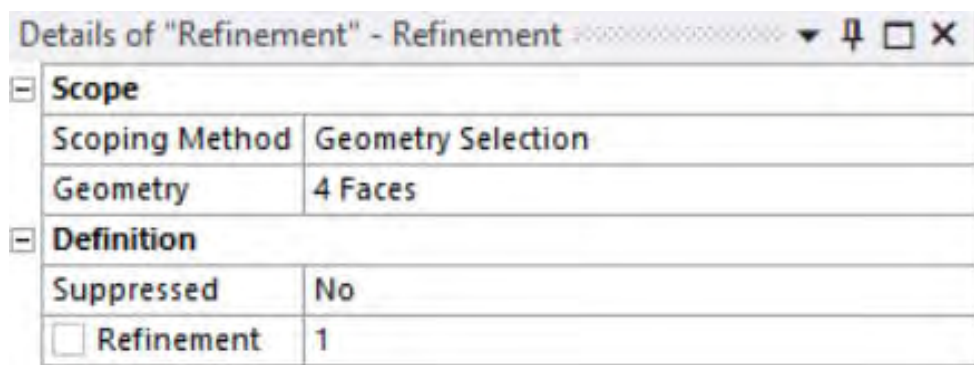 Details of "Refinement" - Refinement
Scope
Scoping Method Geometry Selection
Geometry 4 Faces
Definition
Suppressed No
Refinement 1